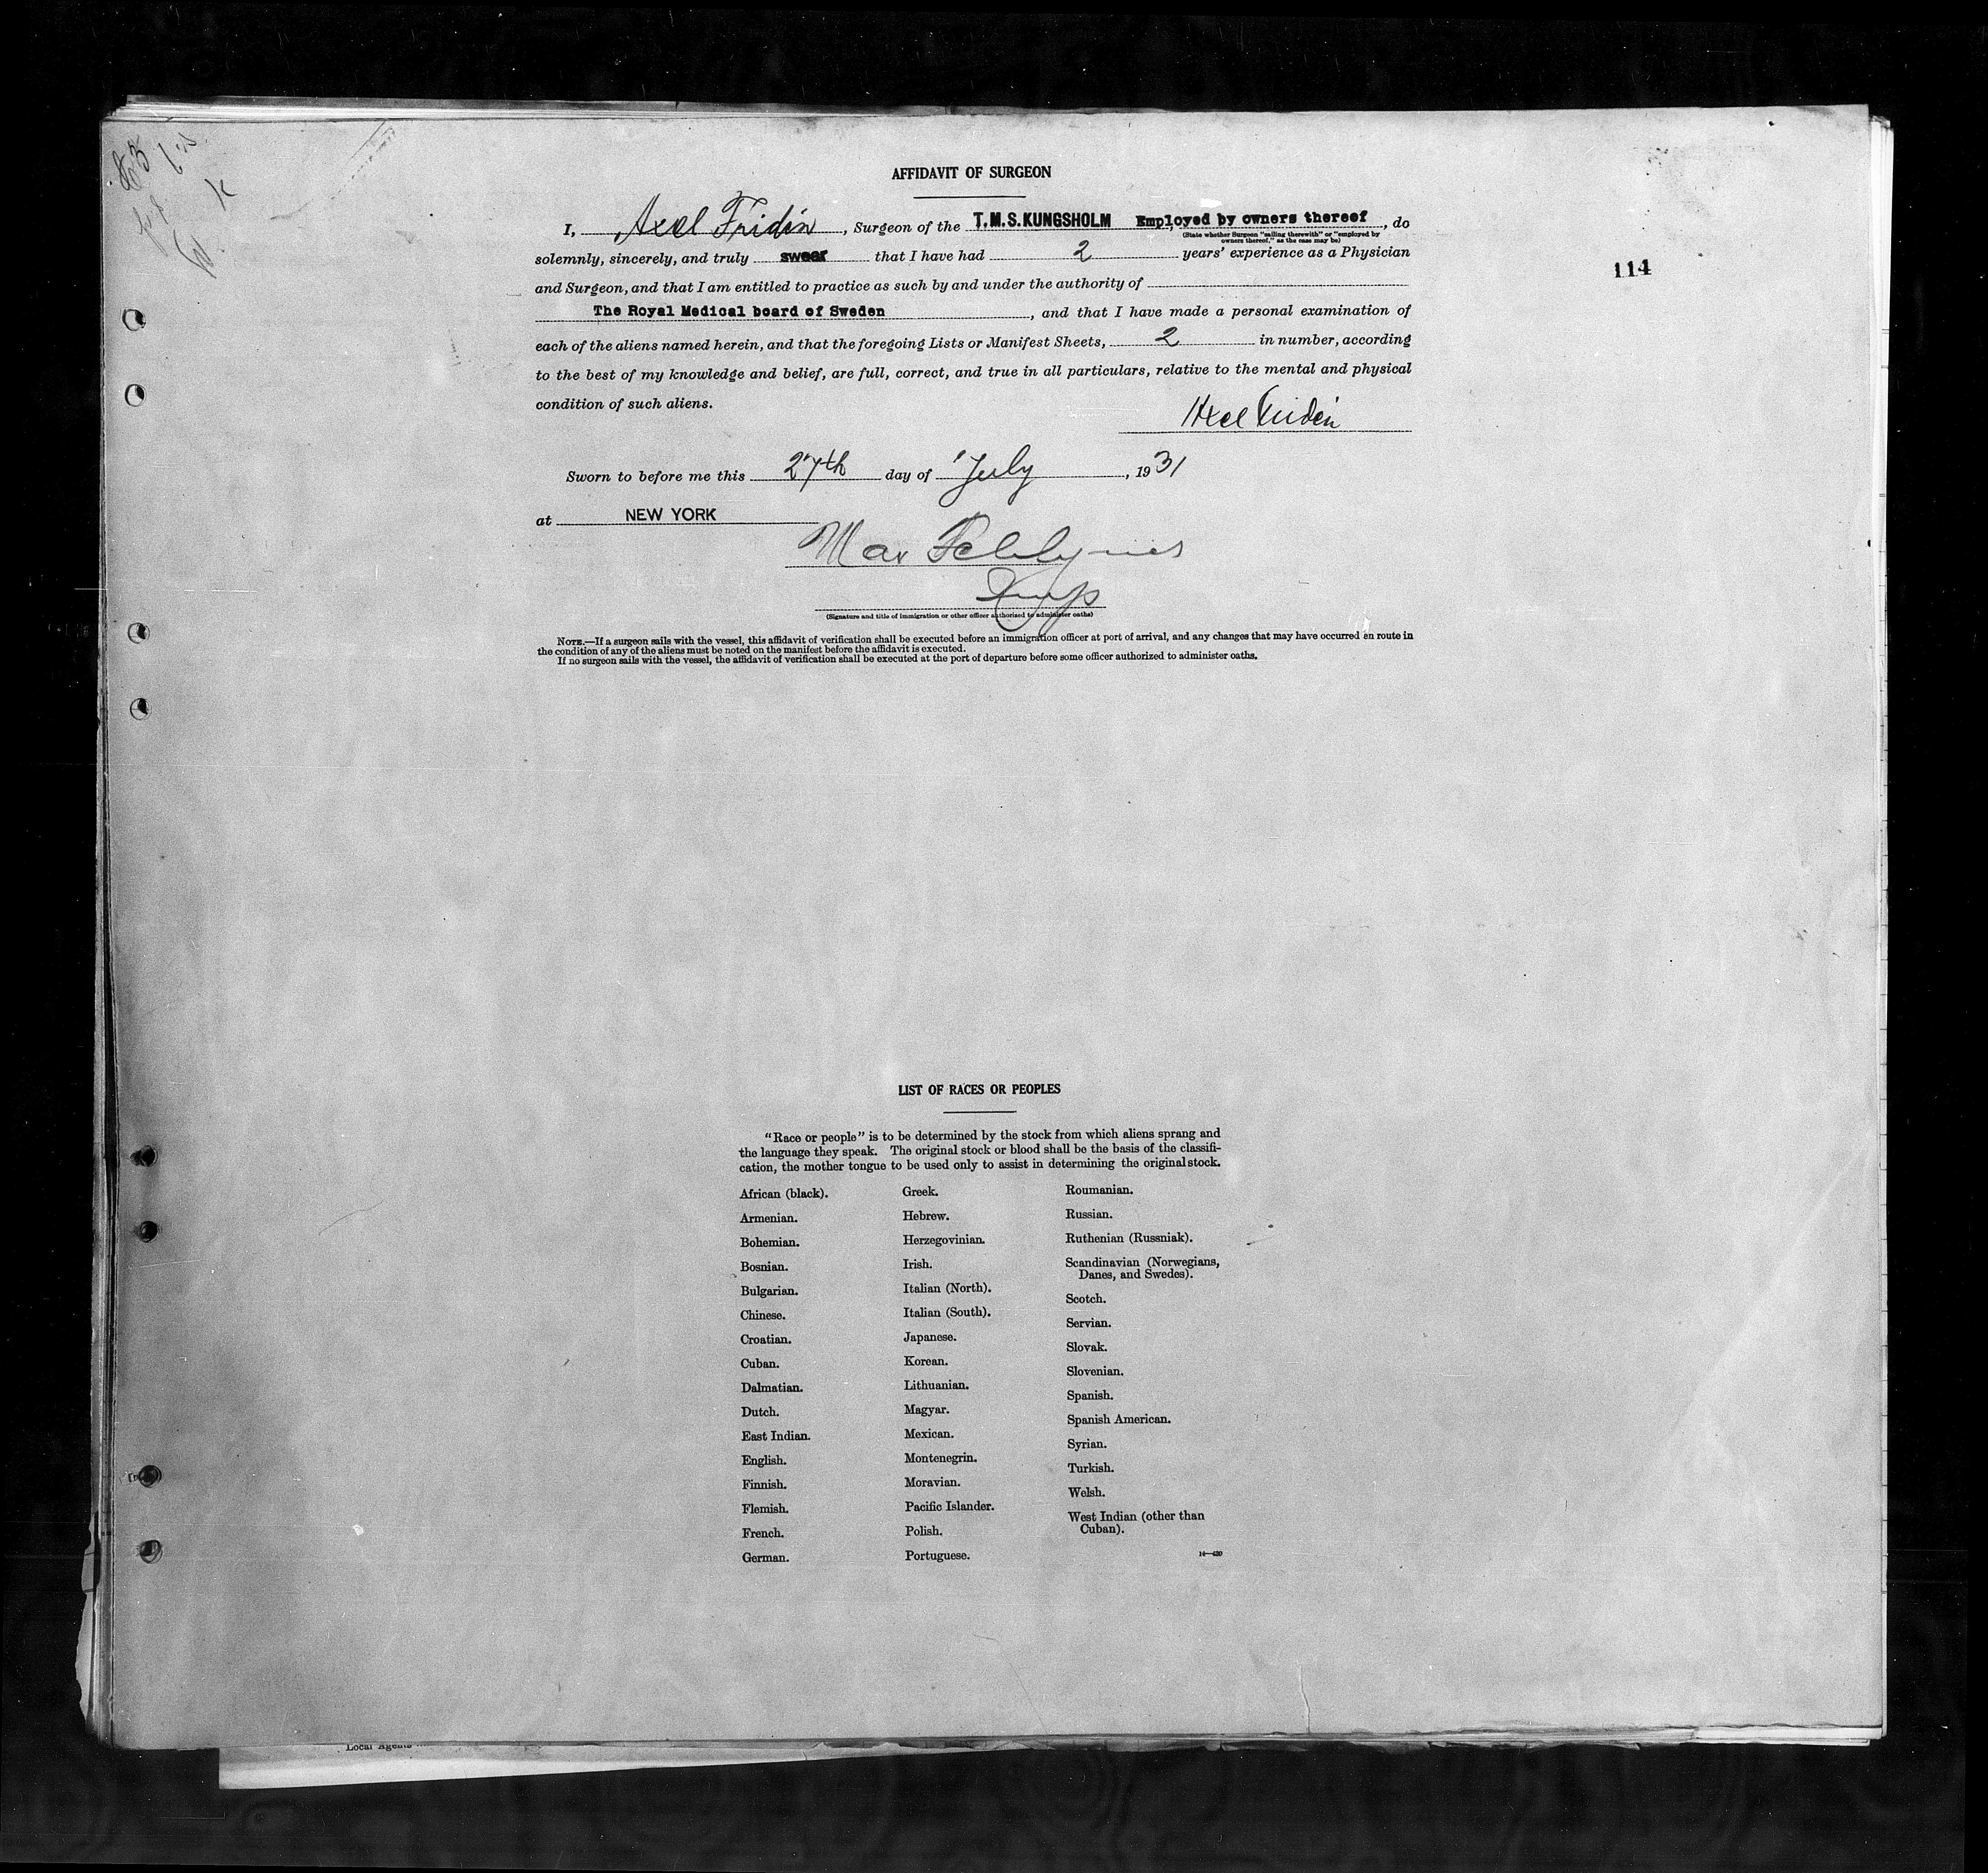 AFFIDAVIT OF SURGEON
I, Axel Fridén, Surgeon of the T.M.S.KUNGSHOLM Employed by owners thereof, do
(State whether Surgeon "sailing therewith" or "employed by
owners thereof," as the case may be)
solemnly, sincerely, and truly swear that I have had 2 years' experience as a Physician
114
and Surgeon, and that I am entitled to practice as such by and under the authority of
The Royal Medical board of Sweden, and that I have made a personal examination of
each of the aliens named herein, and that the foregoing Lists or Manifest Sheets, 2 in number, according
to the best of my knowledge and belief, are full, correct, and true in all particulars, relative to the mental and physical
condition of such aliens.
Axel Fridén
Sworn to before me this 27th day of July, 1931
at NEW YORK
Max
(Signature and title of immigration or other officer authorized to administer oaths)
NOTE.—If a surgeon sails with the vessel, this affidavit of verification shall be executed before an immigration officer at port of arrival, and any changes that may have occurred en route in
the condition of any of the aliens must be noted on the manifest before the affidavit is executed.
If no surgeon sails with the vessel, the affidavit of verification shall be executed at the port of departure before some officer authorized to administer oaths.
LIST OF RACES OR PEOPLES
"Race or people" is to be determined by the stock from which aliens sprang and
the language they speak. The original stock or blood shall be the basis of the classifi-
cation, the mother tongue to be used only to assist in determining the original stock.
African (black).
Armenian.
Bohemian.
Bosnian.
Bulgarian.
Chinese.
Croatian.
Cuban.
Dalmatian.
Dutch.
East Indian.
English.
Finnish.
Flemish.
French.
German.
Greek.
Hebrew.
Herzegovinian.
Irish.
Italian (North).
Italian (South).
Japanese.
Korean.
Lithuanian.
Magyar.
Mexican.
Montenegrin.
Moravian.
Pacific Islander.
Polish.
Portuguese.
Roumanian.
Russian.
Ruthenian (Russniak).
Scandinavian (Norwegians,
Danes, and Swedes).
Scotch.
Servian.
Slovak.
Slovenian.
Spanish.
Spanish American.
Syrian.
Turkish.
Welsh.
West Indian (other than
Cuban).
14—430
Local Agents